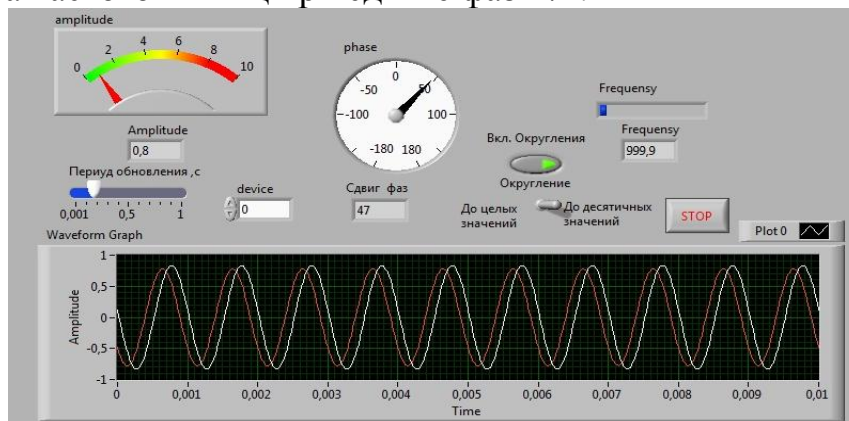 amplitude
0 2 4 6 8 10
Amplitude
0,8
Периуд обновления ,с
0,001 0,5 1
device
0
phase
-180 -100 -50 0 50 100 180
Сдвиг фаз
47
Frequensy
Frequensy
999,9
Вкл. Округления
Округление
До целых значений
До десятичных значений
STOP
Plot 0
Waveform Graph
Amplitude
1
0,5
0
-0,5
-1
0 0,001 0,002 0,003 0,004 0,005 0,006 0,007 0,008 0,009 0,01
Time